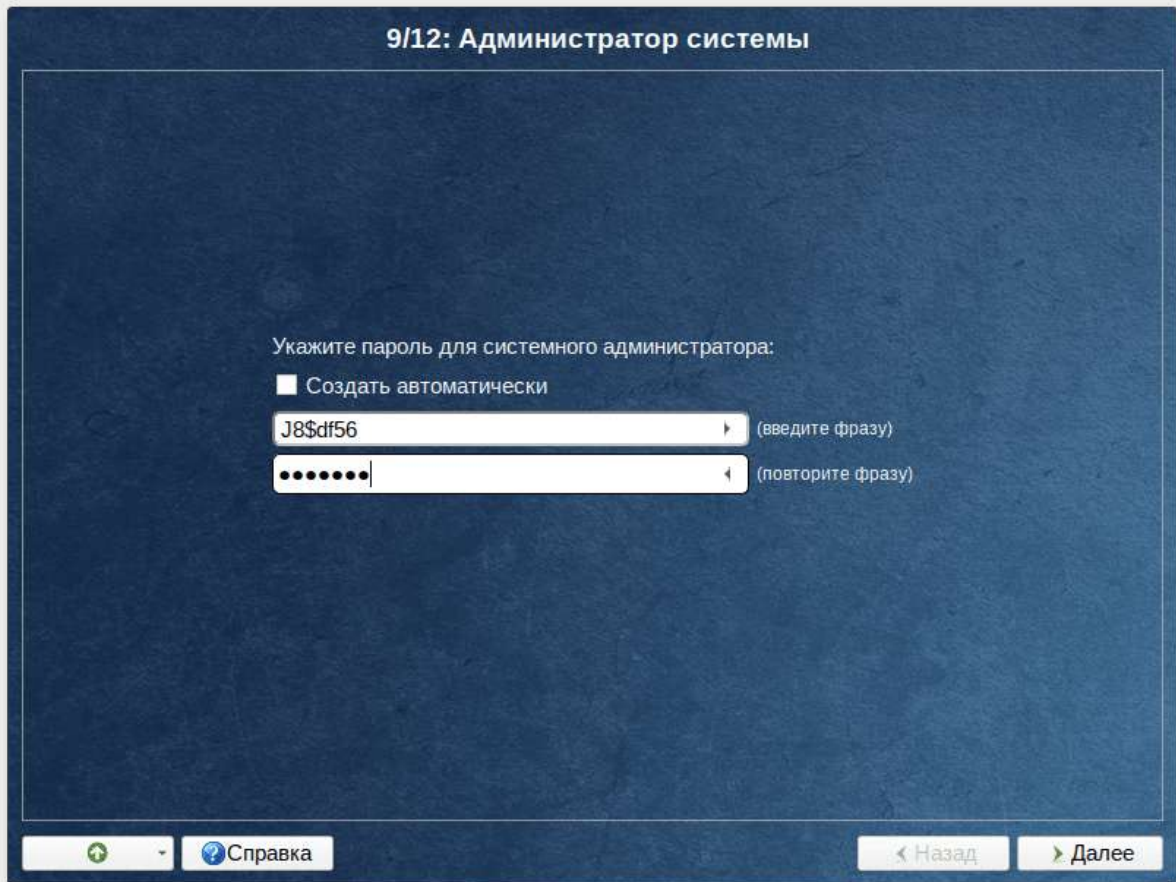 9/12: Администратор системы
Укажите пароль для системного администратора:
Создать автоматически
J8$df56 (введите фразу)
●●●●●●● (повторите фразу)
Справка Назад Далее